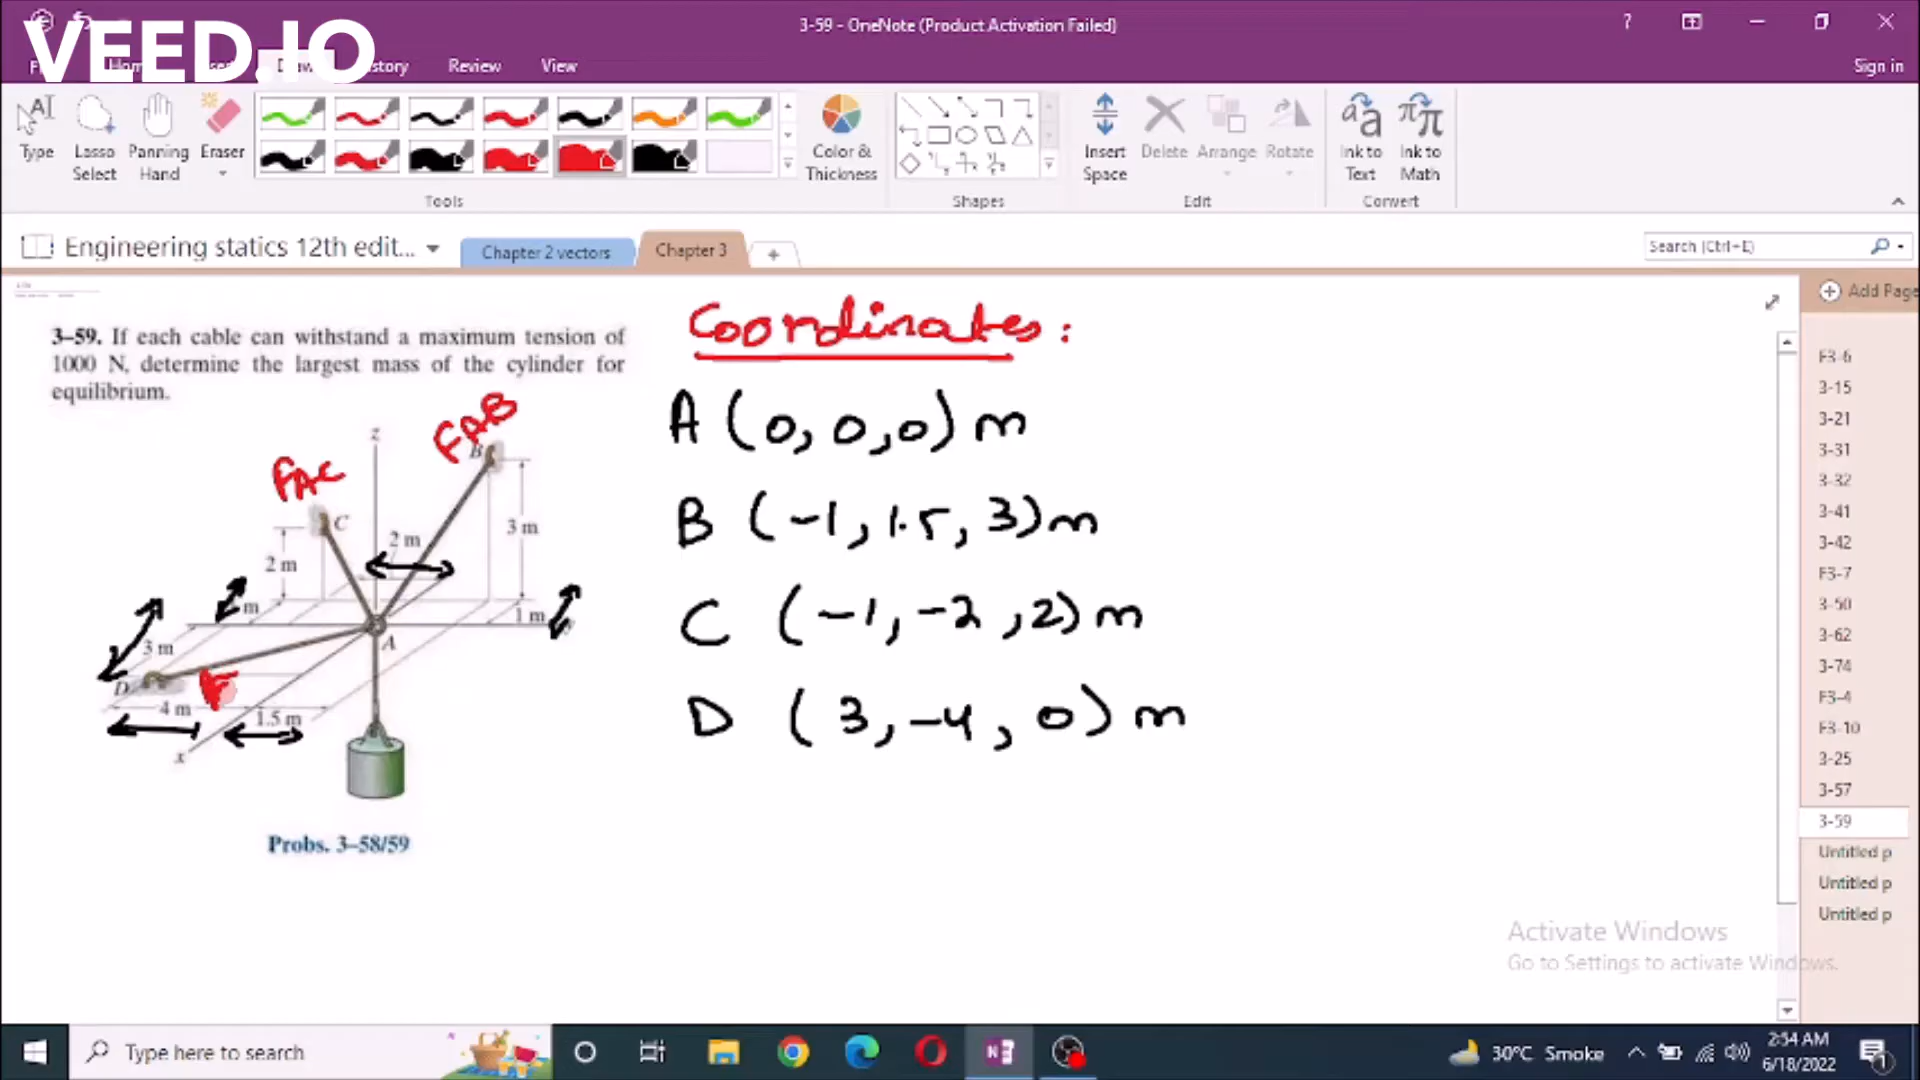 VEED.IO
3-59 - OneNote (Product Activation Failed)
?
Review
View
Sign in
Type
Lasso
Select
Panning
Hand
Eraser
Tools
Color &
Thickness
Shapes
Insert
Space
Delete
Arrange
Rotate
Edit
Ink to
Text
Ink to
Math
Convert
Engineering statics 12th edit...
Chapter 2 vectors
Chapter 3
+
Search (Ctrl+E)
Add Page
3–59. If each cable can withstand a maximum tension of
1000 N, determine the largest mass of the cylinder for
equilibrium.
z
FAB
B
FAC
C
2 m
3 m
2 m
m
1 m
A
3 m
D
F
4 m
1.5 m
x
Probs. 3–58/59
Coordinates:
A (0, 0, 0) m
B (-1, 1.5, 3) m
C (-1, -2, 2) m
D (3, -4, 0) m
F3-6
3-15
3-21
3-31
3-32
3-41
3-42
F3-7
3-50
3-62
3-74
F3-4
F3-10
3-25
3-57
3-59
Untitled p
Untitled p
Untitled p
Activate Windows
Go to Settings to activate Windows.
Type here to search
30°C Smoke
2:54 AM
6/18/2022
1